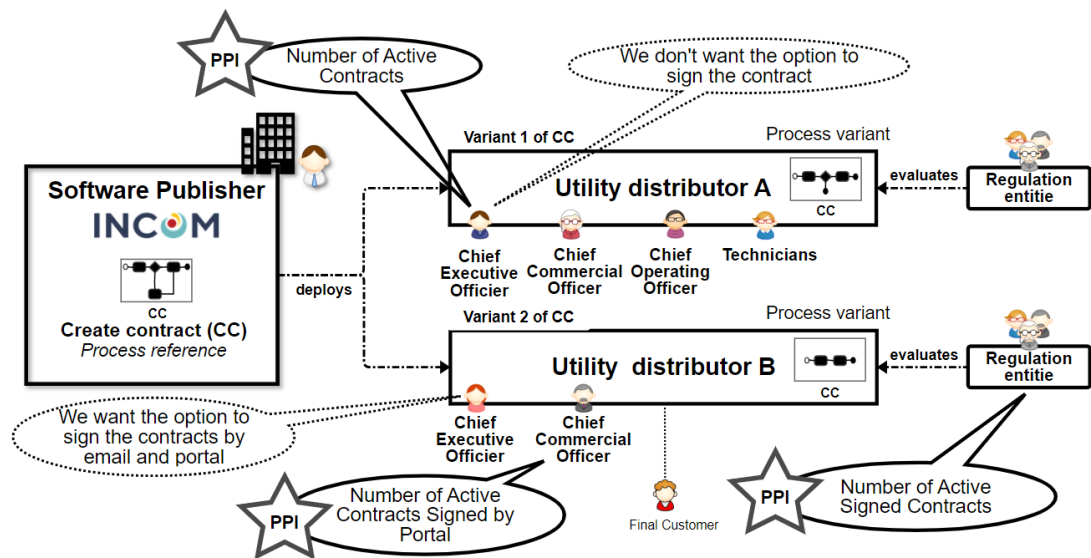 PPI
Number of Active
Contracts
We don't want the option to
sign the contract
Software Publisher
INCOM
CC
Create contract (CC)
Process reference
deploys
Variant 1 of CC
Process variant
Utility distributor A
CC
Chief
Executive
Officier
Chief
Commercial
Officer
Chief
Operating
Officer
Technicians
evaluates
Regulation
entitie
Variant 2 of CC
Process variant
Utility distributor B
CC
Chief
Executive
Officier
Chief
Commercial
Officer
evaluates
Regulation
entitie
We want the option to
sign the contracts by
email and portal
PPI
Number of Active
Contracts Signed by
Portal
Final Customer
PPI
Number of Active
Signed Contracts